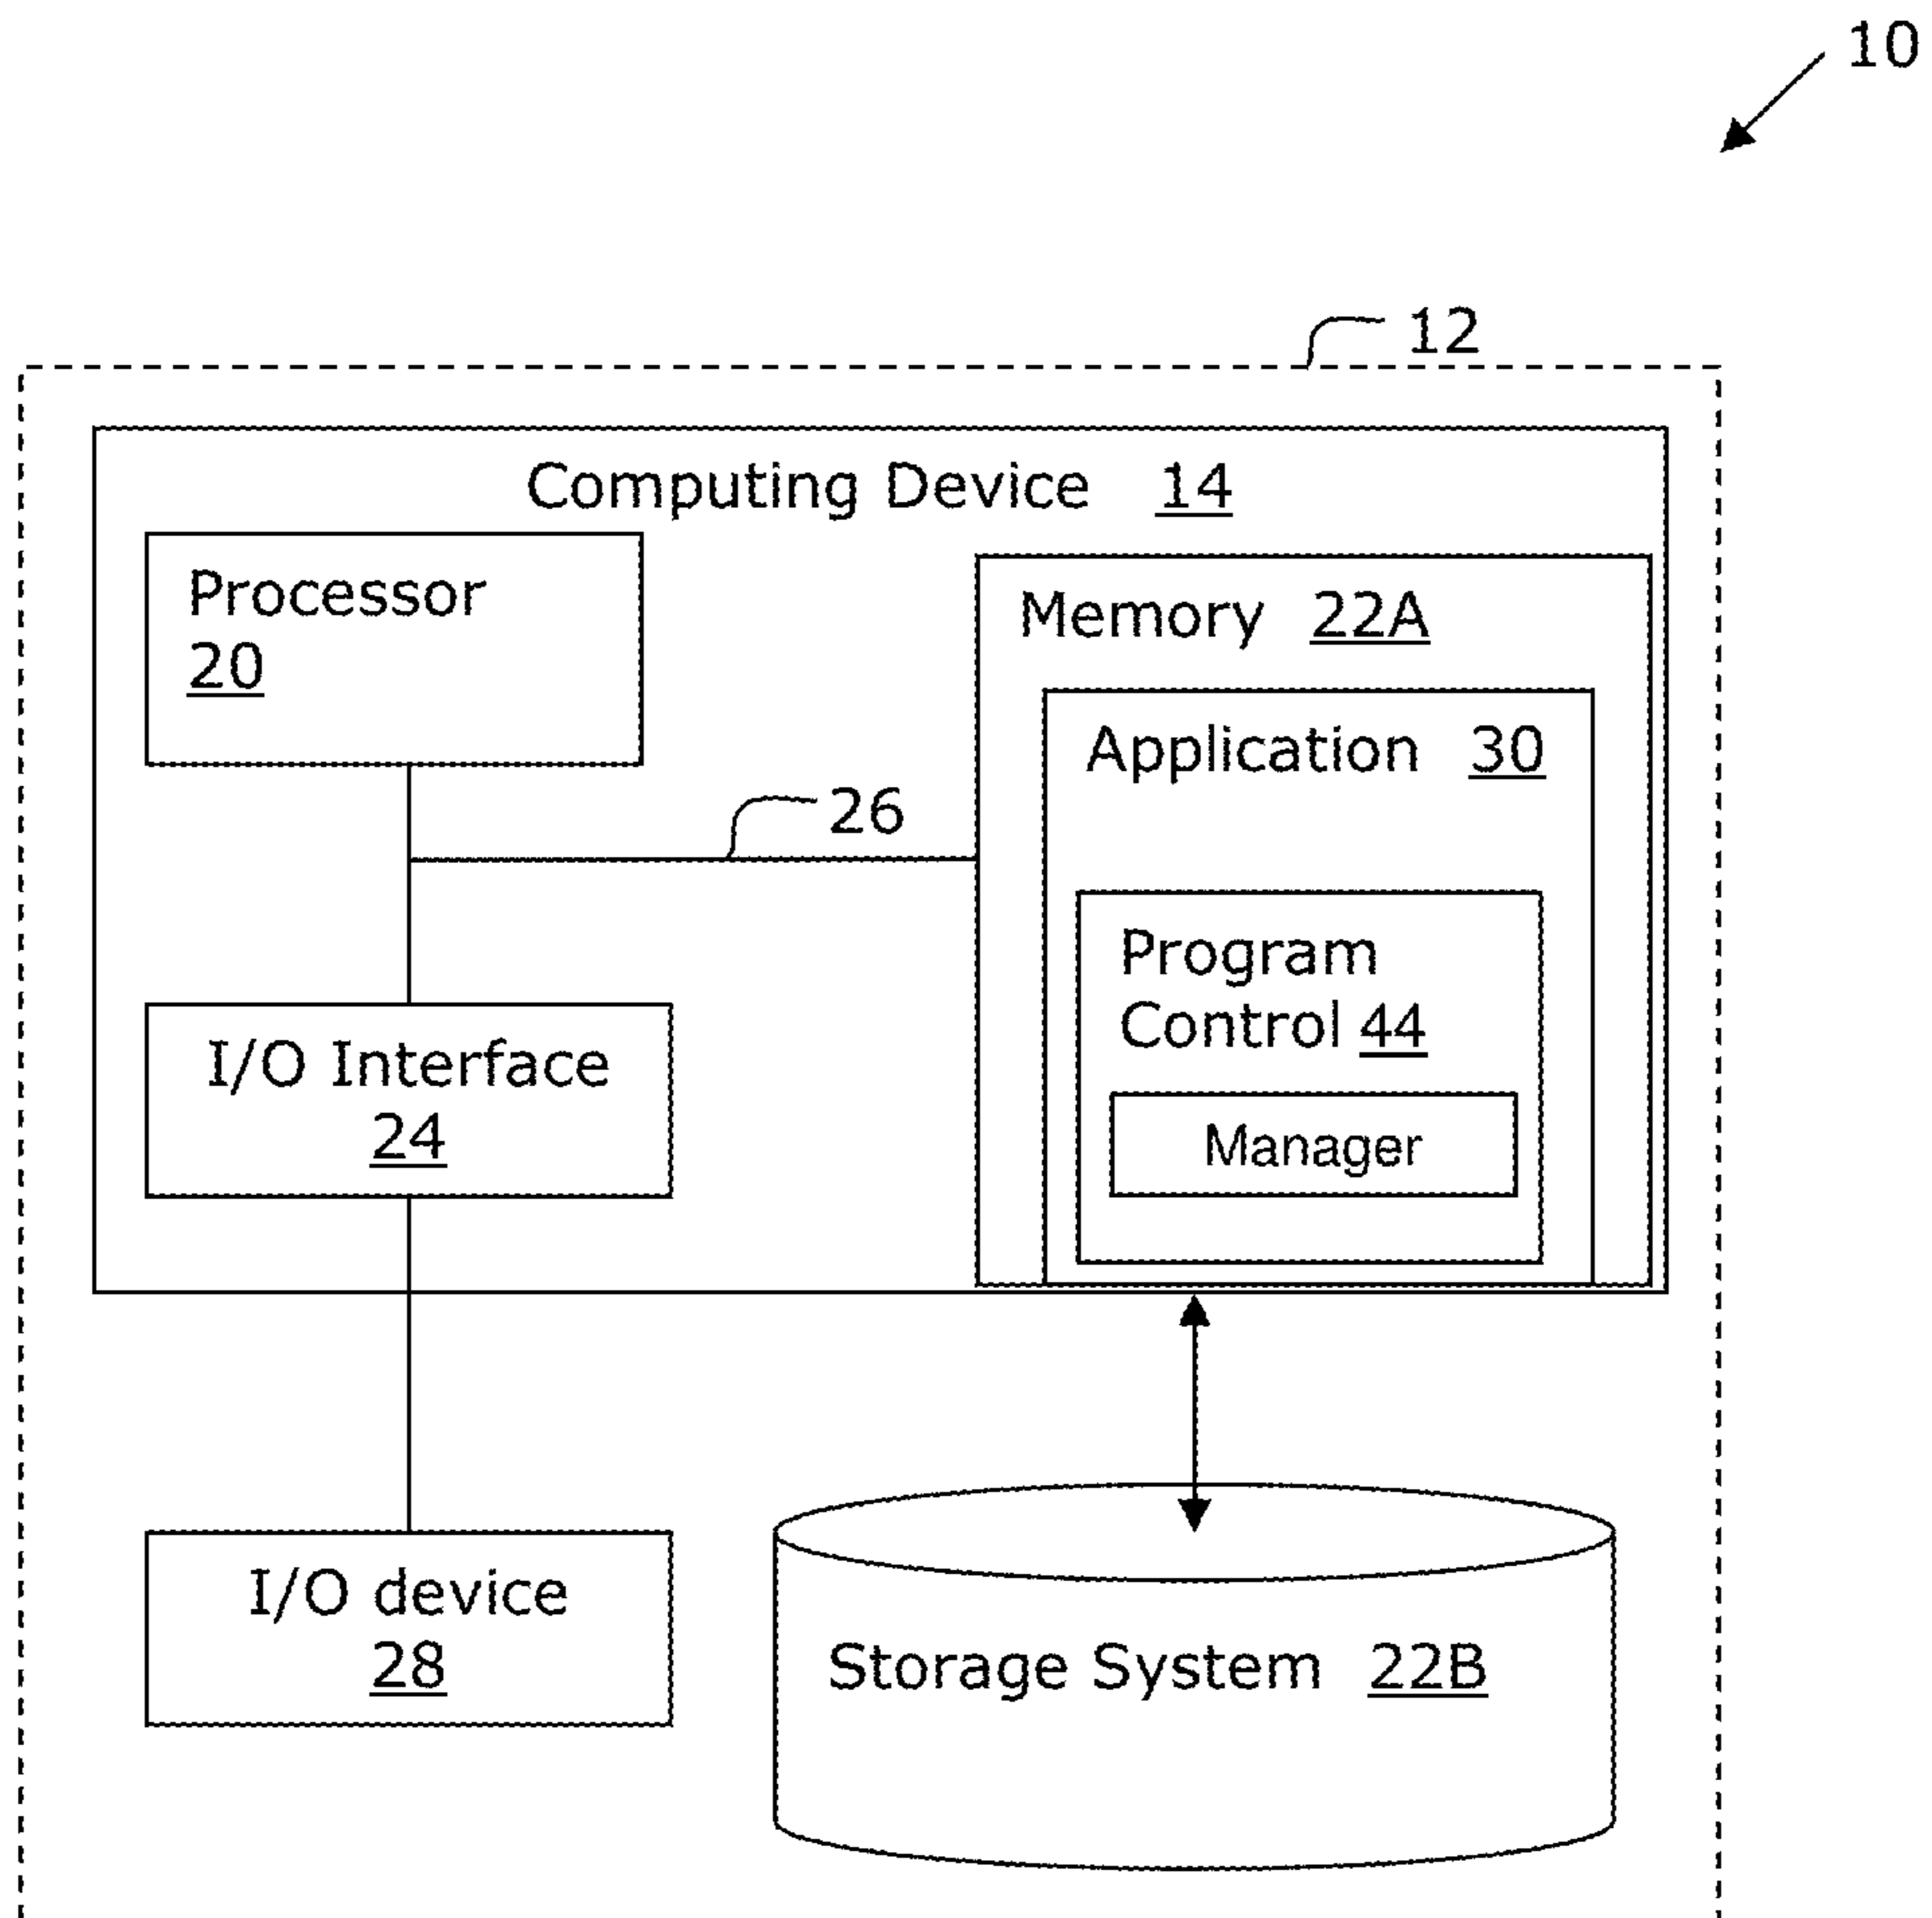 10
12
Computing Device 14
Processor
20
Memory 22A
Application 30
26
Program
Control 44
I/O Interface
24
Manager
I/O device
28
Storage System 22B